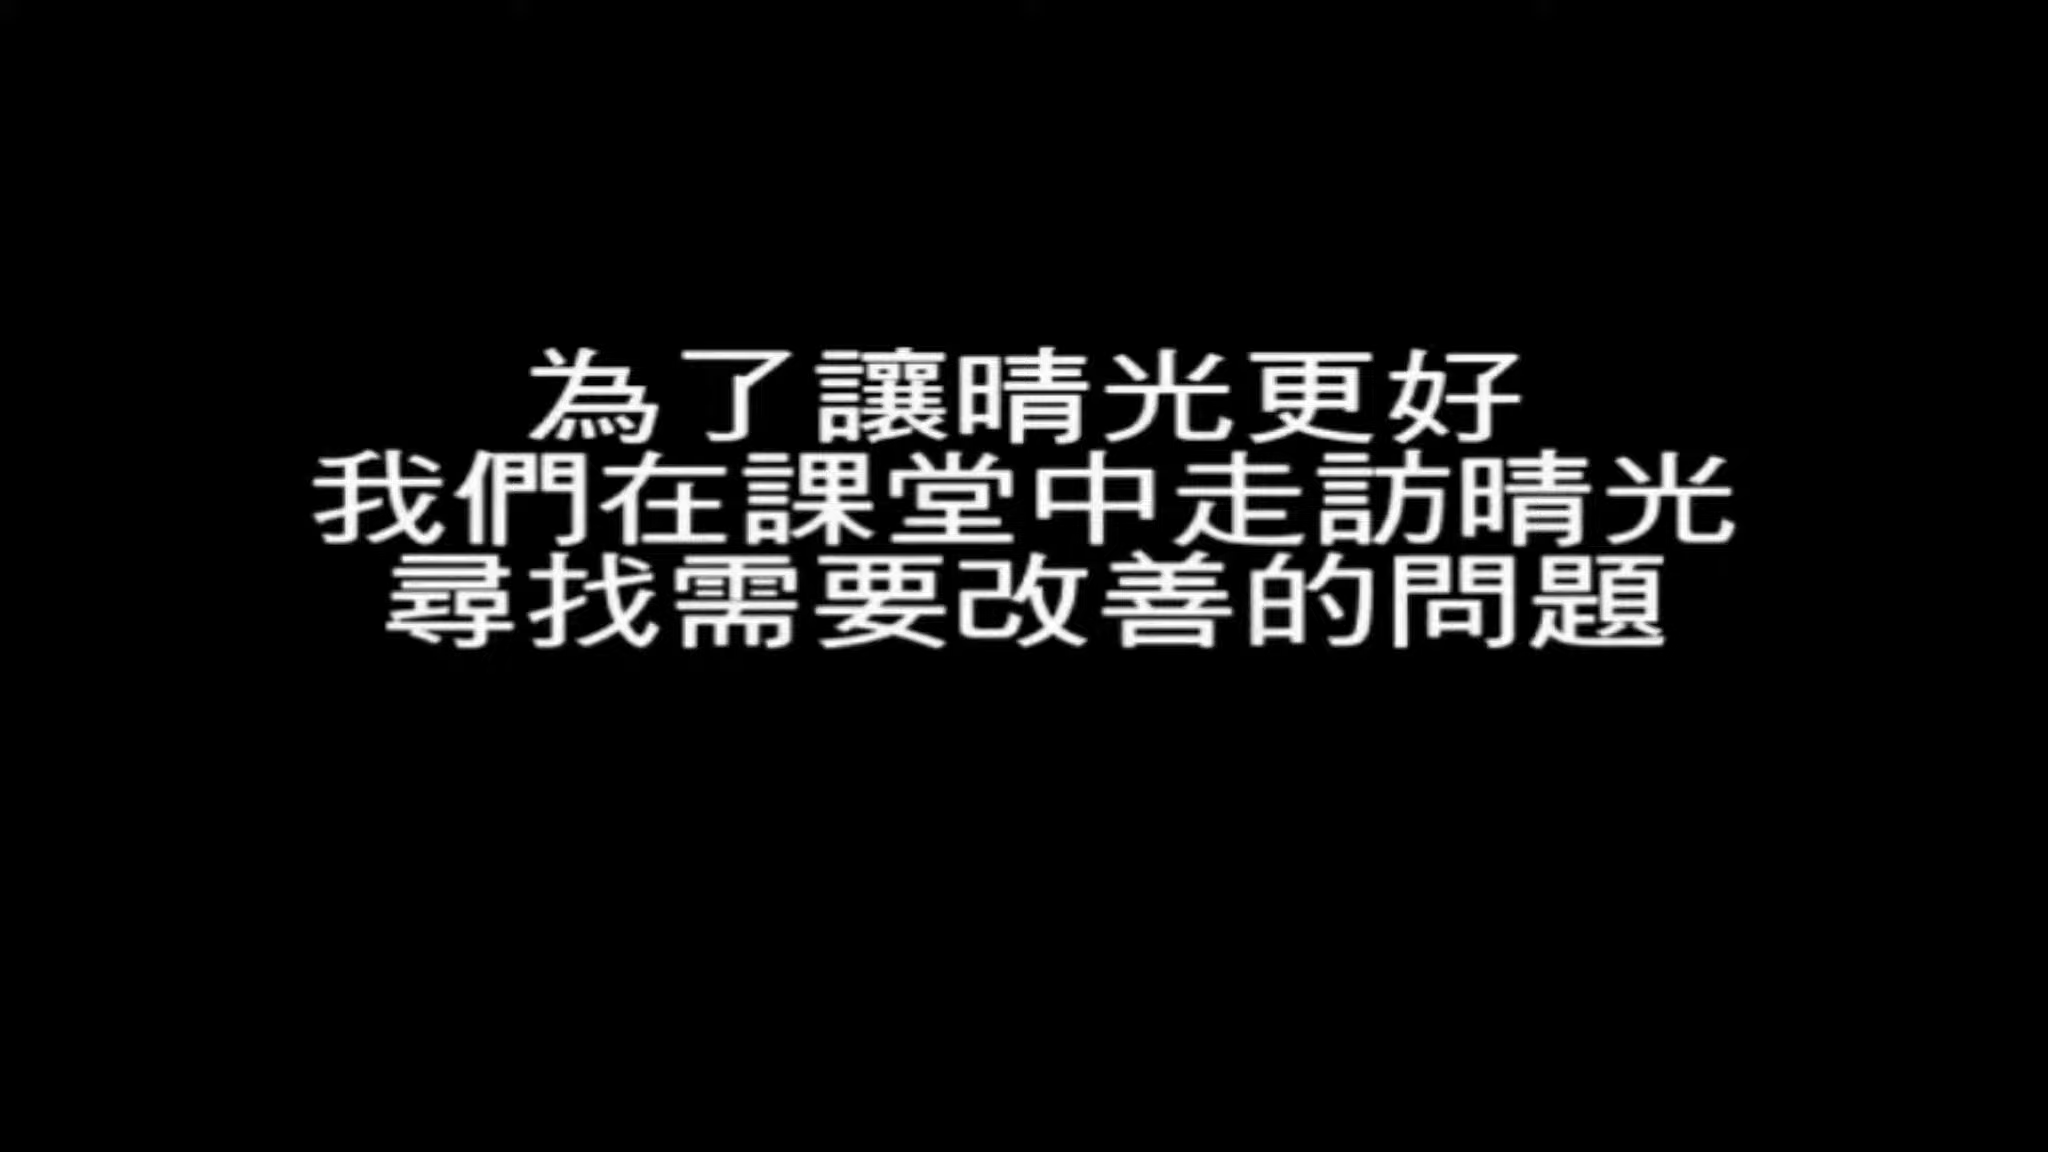 為了讓晴光更好
我們在課堂中走訪晴光
尋找需要改善的問題